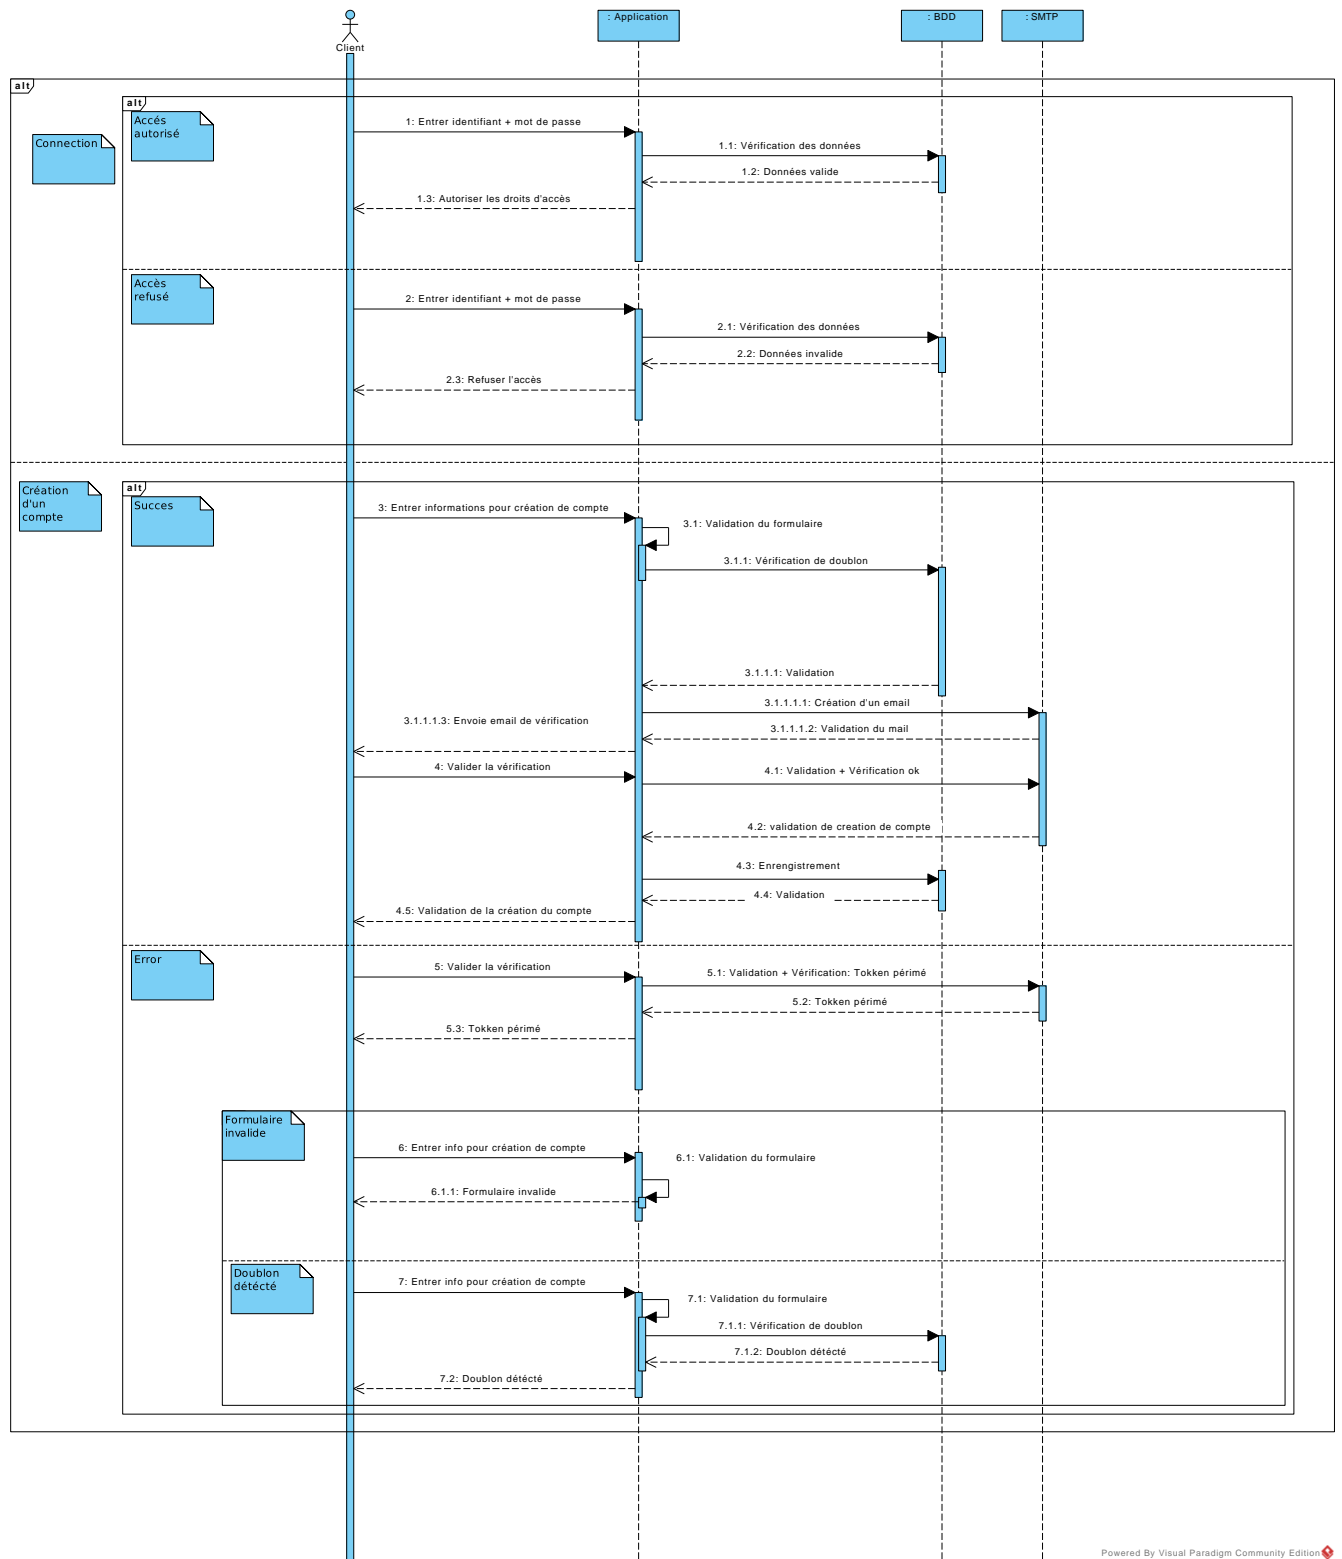 Client
: Application
: BDD
: SMTP
alt
alt
Accés
autorisé
Connection
1: Entrer identifiant + mot de passe
1.1: Vérification des données
1.2: Données valide
1.3: Autoriser les droits d'accès
Accès
refusé
2: Entrer identifiant + mot de passe
2.1: Vérification des données
2.2: Données invalide
2.3: Refuser l'accès
Création
d'un
compte
alt
Succes
3: Entrer informations pour création de compte
3.1: Validation du formulaire
3.1.1: Vérification de doublon
3.1.1.1: Validation
3.1.1.1.1: Création d'un email
3.1.1.1.3: Envoie email de vérification
3.1.1.1.2: Validation du mail
4: Valider la vérification
4.1: Validation + Vérification ok
4.2: validation de creation de compte
4.3: Enrengistrement
4.4: Validation
4.5: Validation de la création du compte
Error
5: Valider la vérification
5.1: Validation + Vérification: Tokken périmé
5.2: Tokken périmé
5.3: Tokken périmé
Formulaire
invalide
6: Entrer info pour création de compte
6.1: Validation du formulaire
6.1.1: Formulaire invalide
Doublon
détécté
7: Entrer info pour création de compte
7.1: Validation du formulaire
7.1.1: Vérification de doublon
7.1.2: Doublon détécté
7.2: Doublon détécté
Powered By Visual Paradigm Community Edition